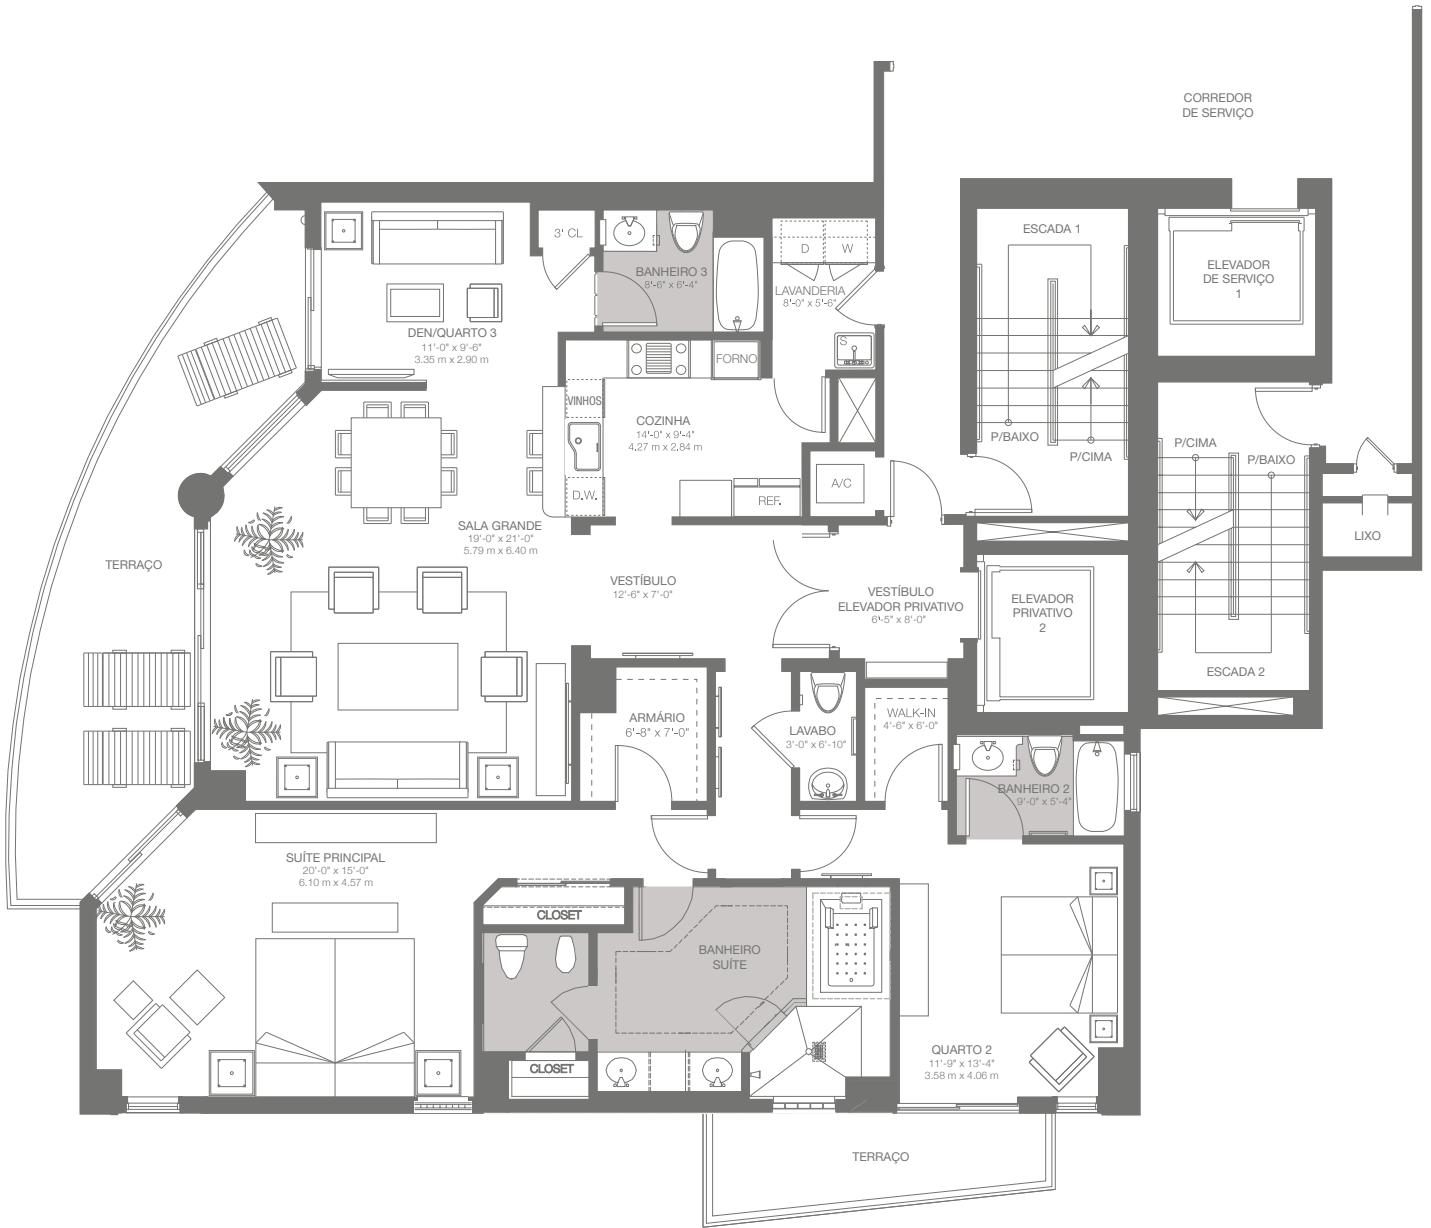 CORREDOR
DE SERVIÇO
3' CL
DEN/QUARTO 3
11'-0" x 9'-6"
3.35 m x 2.90 m
BANHEIRO 3
8'-6" x 6'-4"
D
W
LAVANDERIA
8'-0" x 5'-6"
S
ESCADA 1
P/BAIXO
P/CIMA
ELEVADOR
DE SERVIÇO
1
FORNO
VINHOS
COZINHA
14'-0" x 9'-4"
4.27 m x 2.84 m
D.W.
REF.
A/C
P/CIMA
P/BAIXO
ESCADA 2
LIXO
TERRAÇO
SALA GRANDE
19'-0" x 21'-0"
5.79 m x 6.40 m
VESTÍBULO
12'-6" x 7'-0"
VESTÍBULO
ELEVADOR PRIVATIVO
6'-5" x 8'-0"
ELEVADOR
PRIVATIVO
2
ARMÁRIO
6'-8" x 7'-0"
LAVABO
3'-0" x 6'-10"
WALK-IN
4'-6" x 6'-0"
BANHEIRO 2
9'-0" x 5'-4"
SUÍTE PRINCIPAL
20'-0" x 15'-0"
6.10 m x 4.57 m
CLOSET
BANHEIRO
SUÍTE
CLOSET
QUARTO 2
11'-9" x 13'-4"
3.58 m x 4.06 m
TERRAÇO